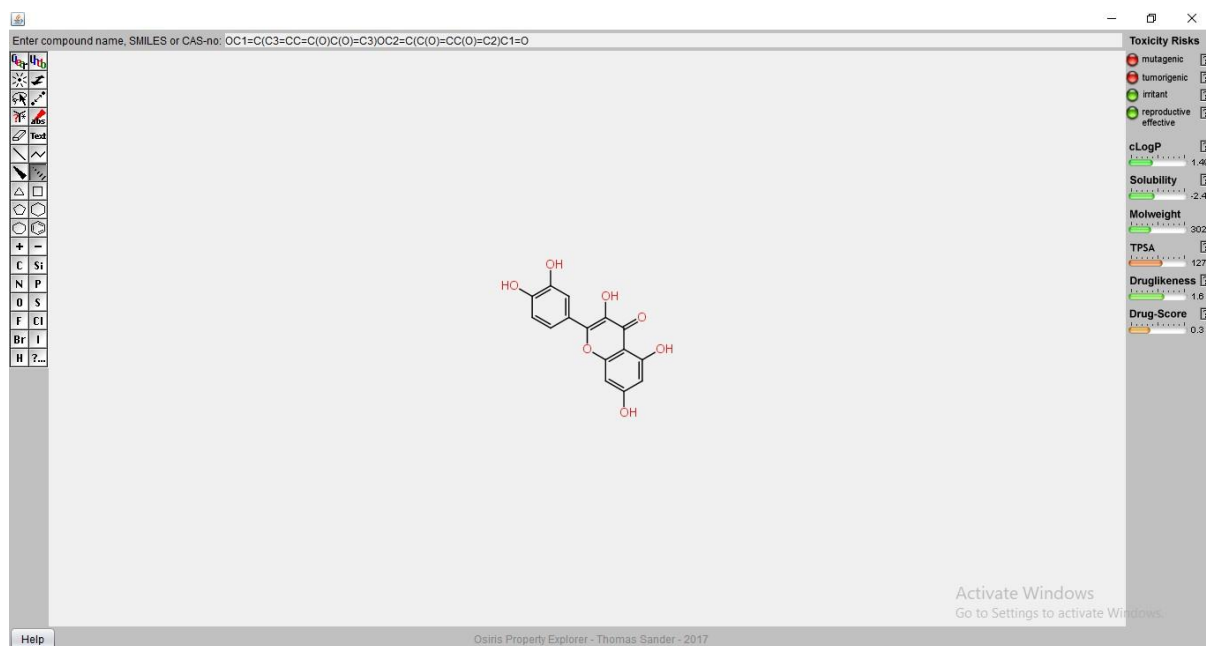 Enter compound name, SMILES or CAS-no: OC1=C(C3=CC=C(O)C(O)=C3)OC2=C(C(O)=CC(O)=C2)C1=O
Text
+ −
C Si
N P
O S
F Cl
Br I
H ?...
OH
HO
OH
O
O
OH
OH
Toxicity Risks
mutagenic
tumorigenic
irritant
reproductive
effective
cLogP
1.4
Solubility
-2.4
Molweight
302
TPSA
127
Druglikeness
1.6
Drug-Score
0.3
Activate Windows
Go to Settings to activate Windows.
Help
Osiris Property Explorer - Thomas Sander - 2017